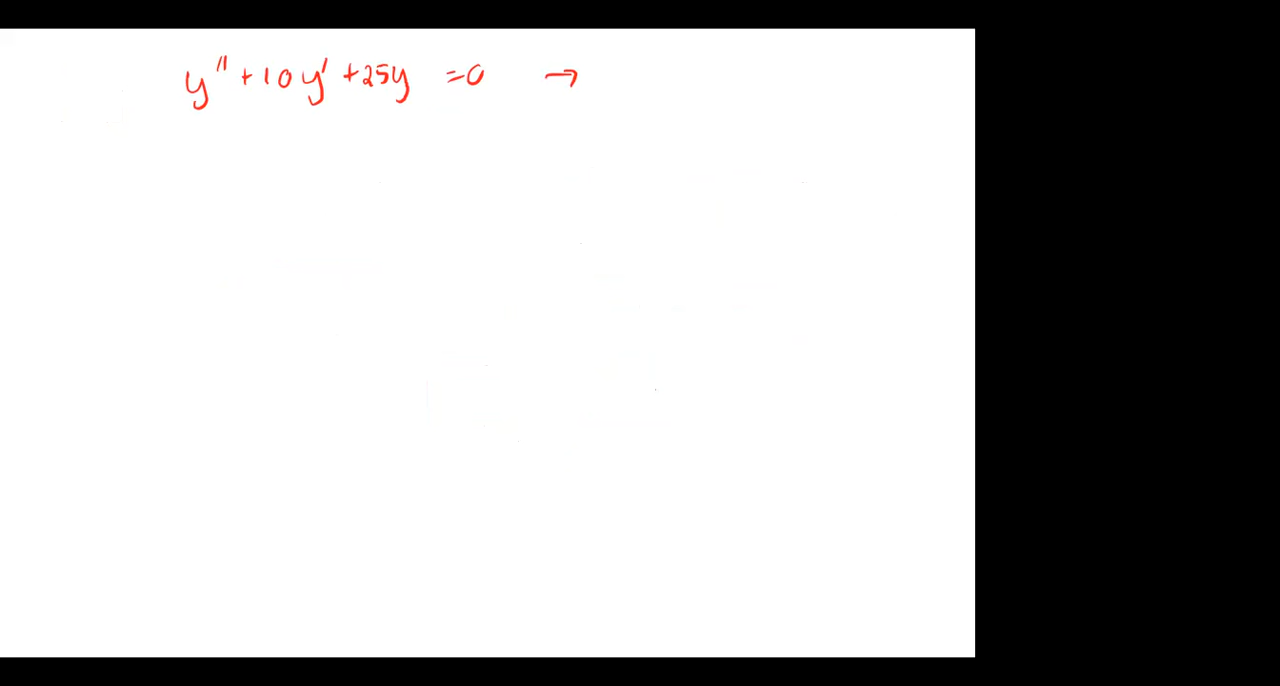 y'' + 10y' + 25y = 0 →